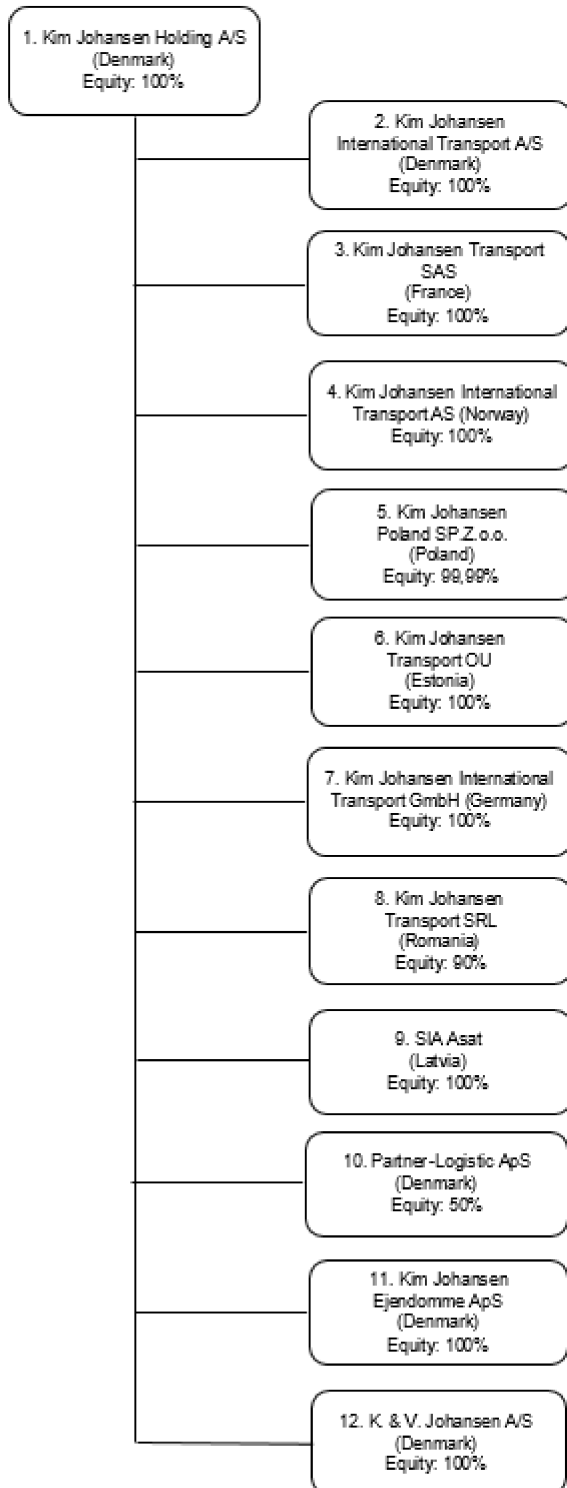 1. Kim Johansen Holding A/S
(Denmark)
Equity: 100%
2. Kim Johansen
International Transport A/S
(Denmark)
Equity: 100%
3. Kim Johansen Transport
SAS
(France)
Equity: 100%
4. Kim Johansen International
Transport AS (Norway)
Equity: 100%
5. Kim Johansen
Poland SP.Z.o.o.
(Poland)
Equity: 99,99%
6. Kim Johansen
Transport OU
(Estonia)
Equity: 100%
7. Kim Johansen International
Transport GmbH (Germany)
Equity: 100%
8. Kim Johansen
Transport SRL
(Romania)
Equity: 90%
9. SIA Asat
(Latvia)
Equity: 100%
10. Partner-Logistic ApS
(Denmark)
Equity: 50%
11. Kim Johansen
Ejendomme ApS
(Denmark)
Equity: 100%
12. K. & V. Johansen A/S
(Denmark)
Equity: 100%